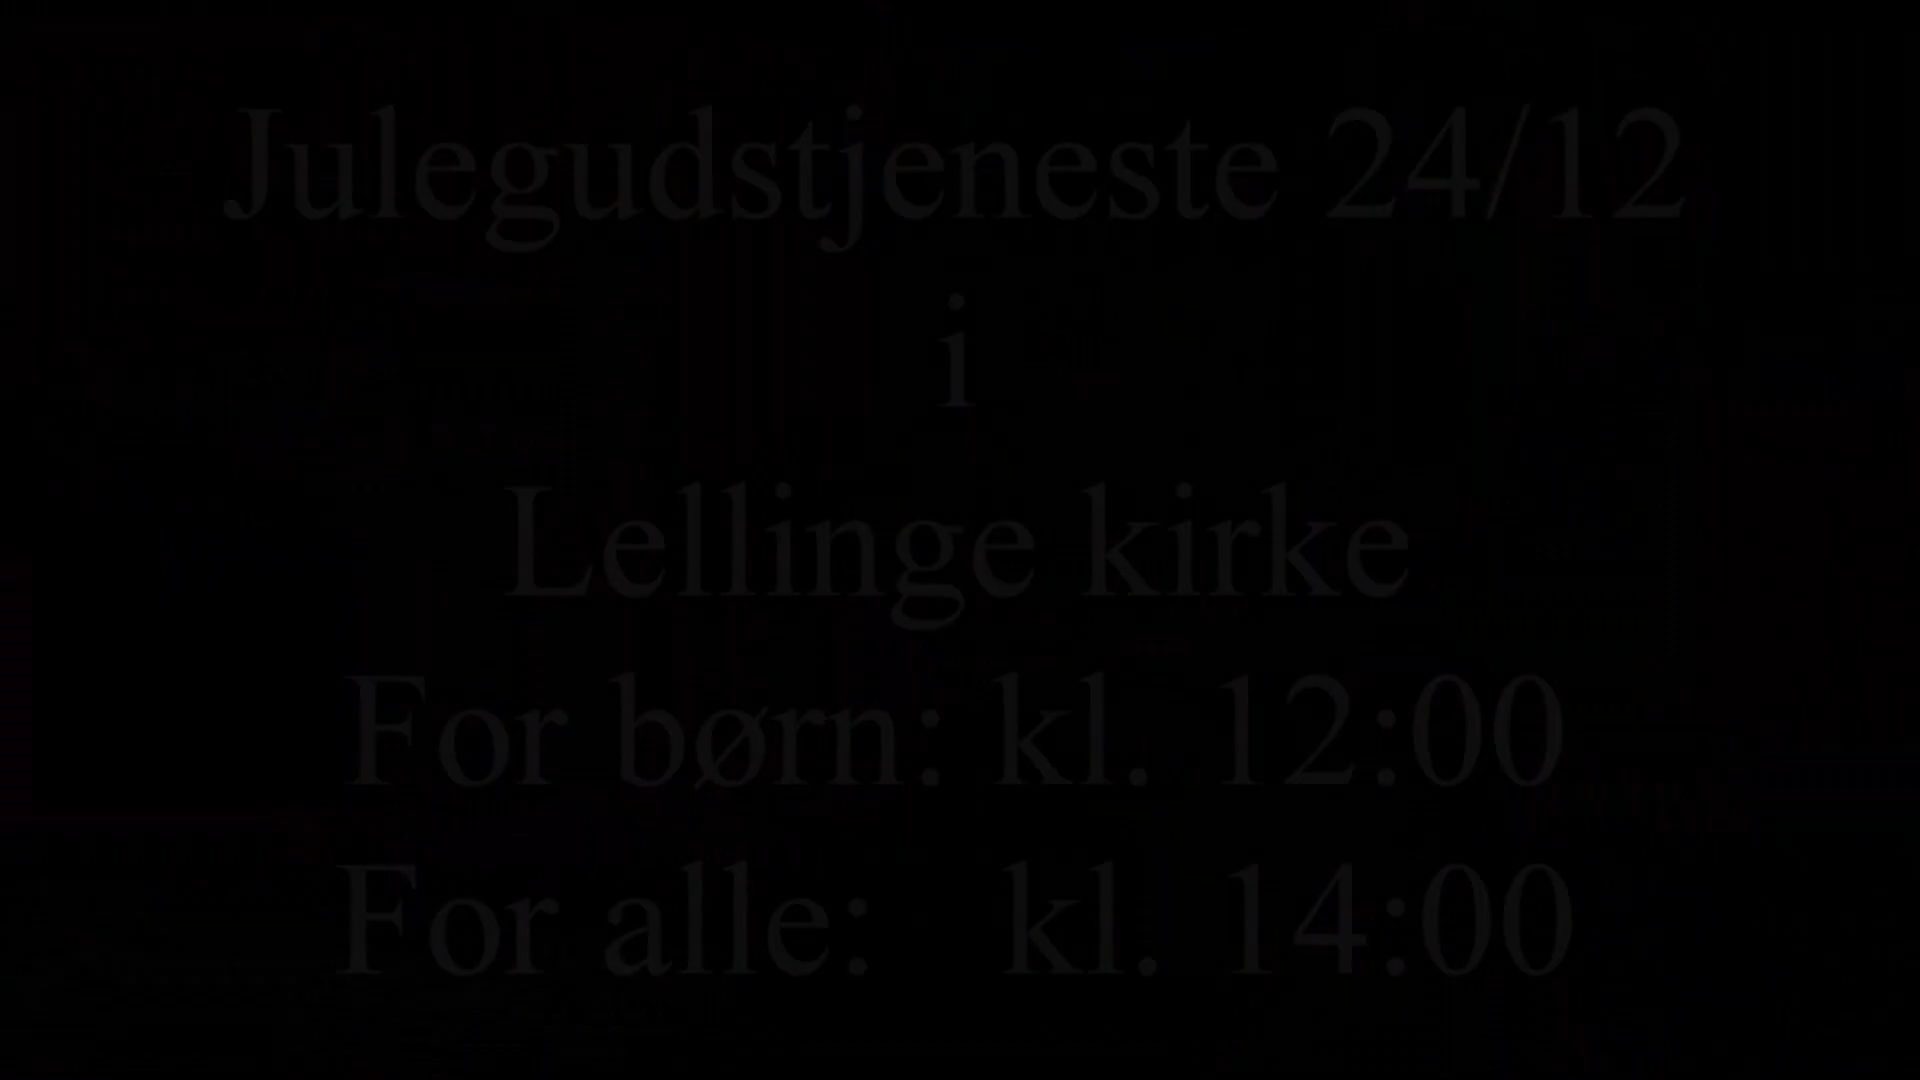 Julegudstjeneste 24/12
i
Lellinge kirke
For børn: kl. 12:00
For alle: kl. 14:00